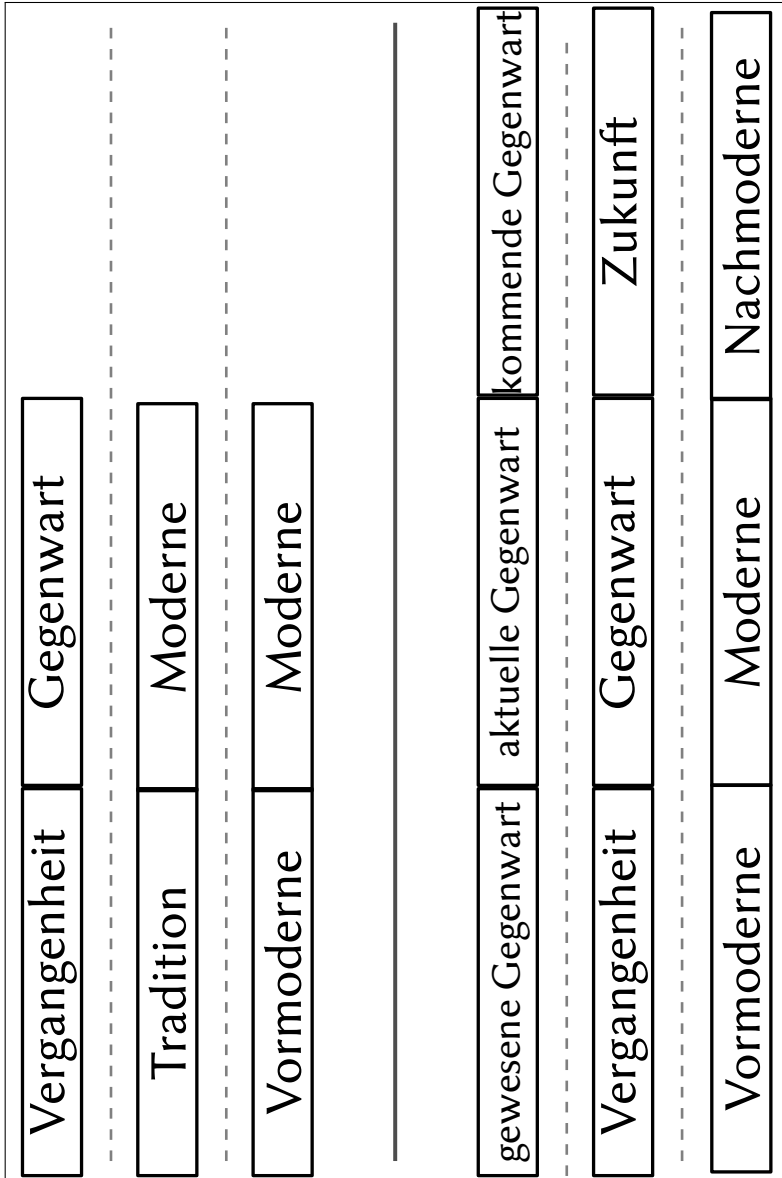 Vergangenheit Gegenwart
Tradition Moderne
Vormoderne Moderne
gewesene Gegenwart aktuelle Gegenwart kommende Gegenwart
Vergangenheit Gegenwart Zukunft
Vormoderne Moderne Nachmoderne